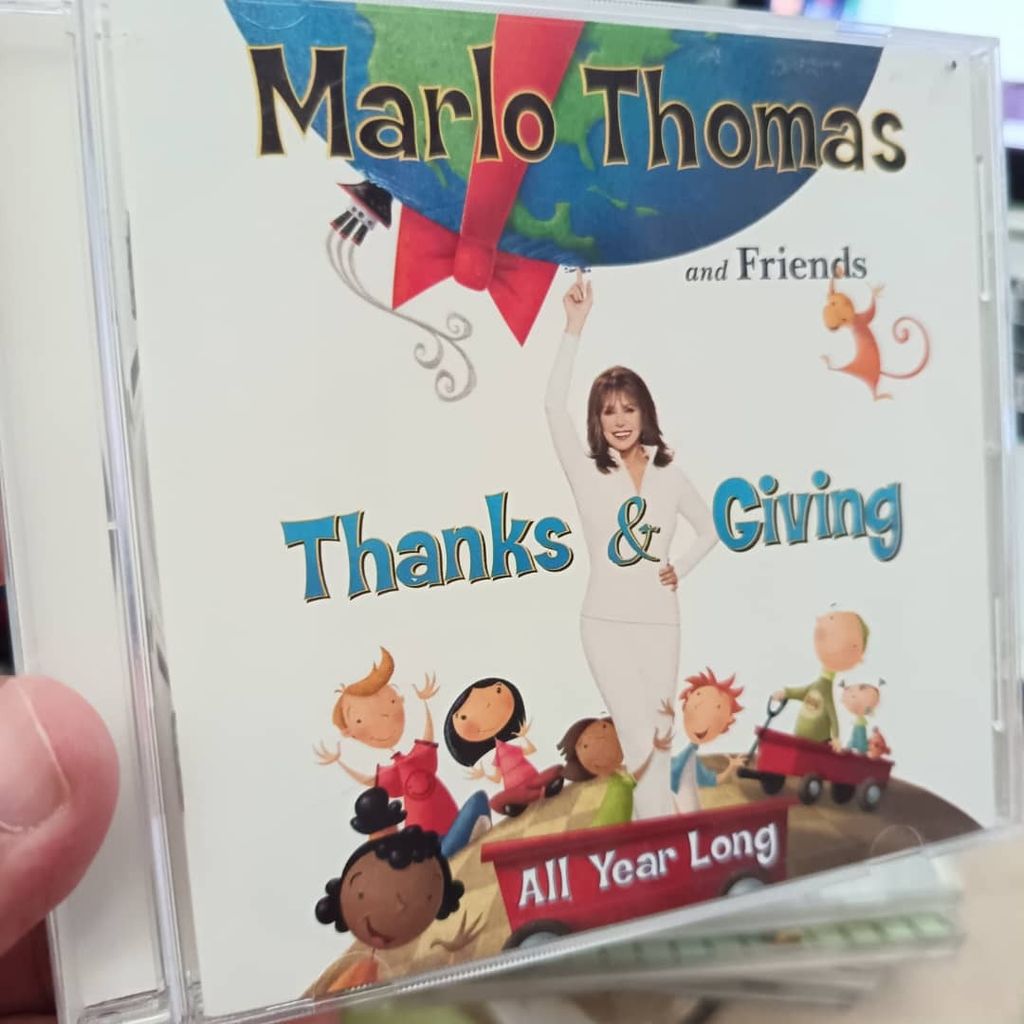 Marlo Thomas
and Friends
Thanks & Giving
All Year Long